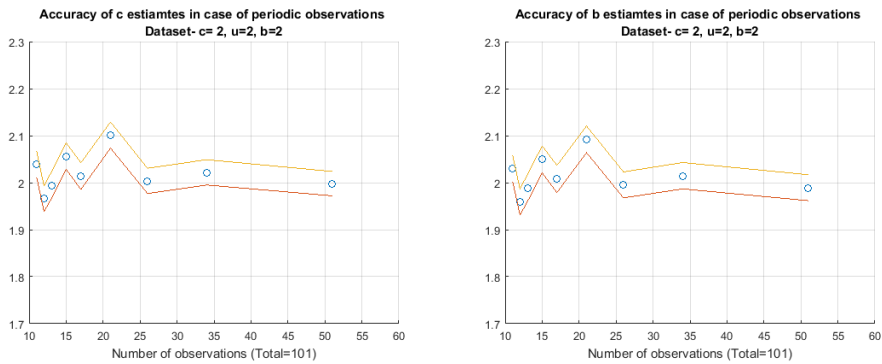 Accuracy of c estiamtes in case of periodic observations
Dataset- c= 2, u=2, b=2
2.3
2.2
2.1
2
1.9
1.8
1.7
10 15 20 25 30 35 40 45 50 55 60
Number of observations (Total=101)
Accuracy of b estiamtes in case of periodic observations
Dataset- c= 2, u=2, b=2
2.3
2.2
2.1
2
1.9
1.8
1.7
10 15 20 25 30 35 40 45 50 55 60
Number of observations (Total=101)